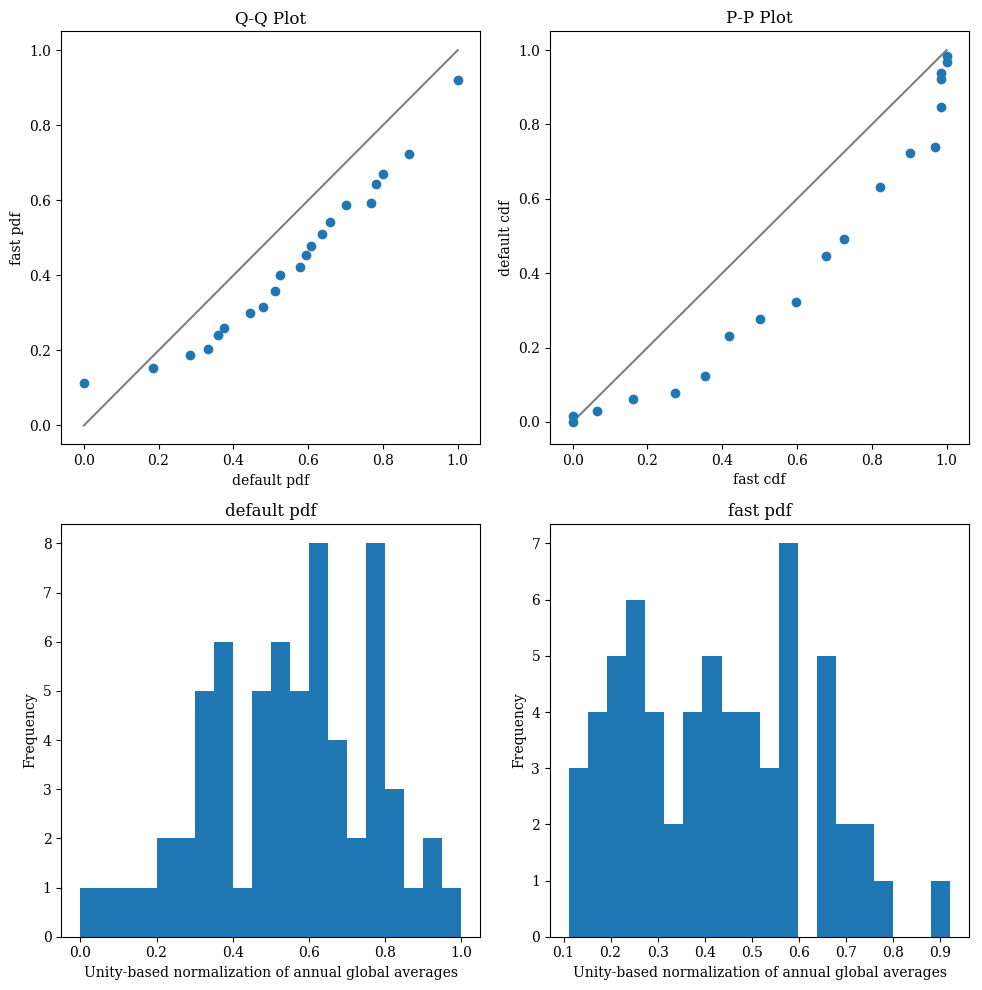 Q-Q Plot
1.0
0.8
0.6
0.4
0.2
0.0
fast pdf
0.0 0.2 0.4 0.6 0.8 1.0
default pdf
P-P Plot
1.0
0.8
0.6
0.4
0.2
0.0
default cdf
0.0 0.2 0.4 0.6 0.8 1.0
fast cdf
default pdf
8
7
6
5
4
3
2
1
0
Frequency
0.0 0.2 0.4 0.6 0.8 1.0
Unity-based normalization of annual global averages
fast pdf
7
6
5
4
3
2
1
0
Frequency
0.1 0.2 0.3 0.4 0.5 0.6 0.7 0.8 0.9
Unity-based normalization of annual global averages